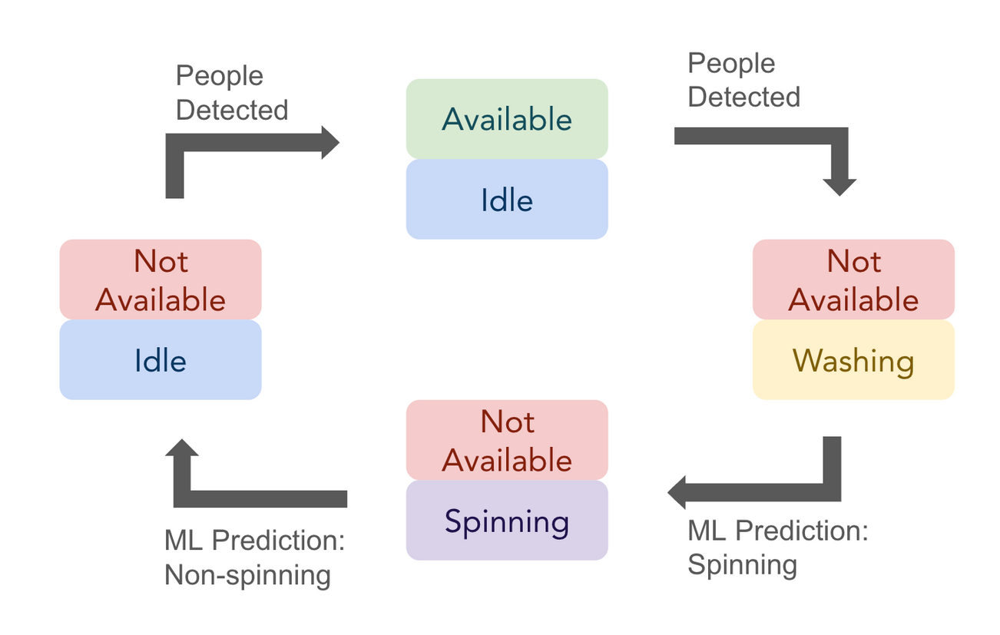 People
Detected
People
Detected
Available
Idle
Not
Available
Idle
Not
Available
Washing
Not
Available
Spinning
ML Prediction:
Non-spinning
ML Prediction:
Spinning